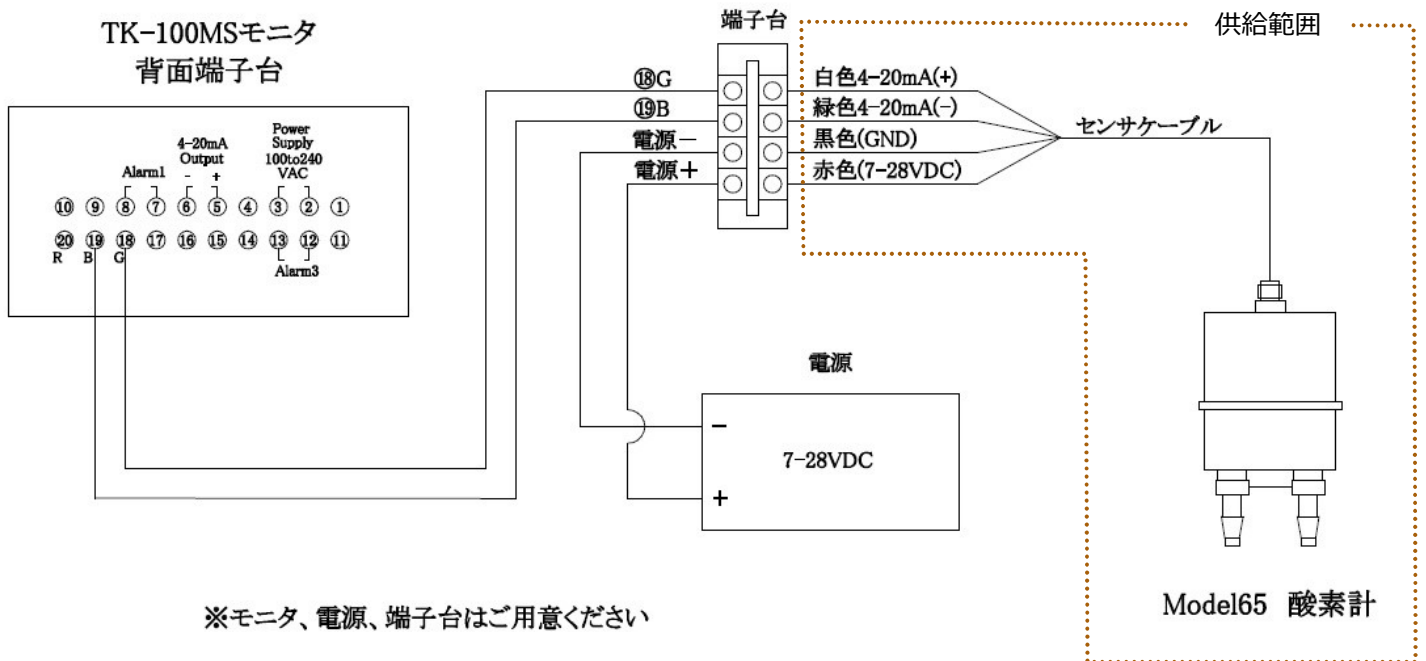 TK-100MSモニタ
背面端子台
端子台
供給範囲
⑱G
⑲B
電源－
電源＋
白色4-20mA(+)
緑色4-20mA(-)
黒色(GND)
赤色(7-28VDC)
センサケーブル
Alarm1
4-20mA
Output
- +
Power
Supply
100to240
VAC
⑩ ⑨ ⑧ ⑦ ⑥ ⑤ ④ ③ ② ①
⑳ ⑲ ⑱ ⑰ ⑯ ⑮ ⑭ ⑬ ⑫ ⑪
R B G
Alarm3
電源
－
7-28VDC
＋
Model65 酸素計
※モニタ、電源、端子台はご用意ください